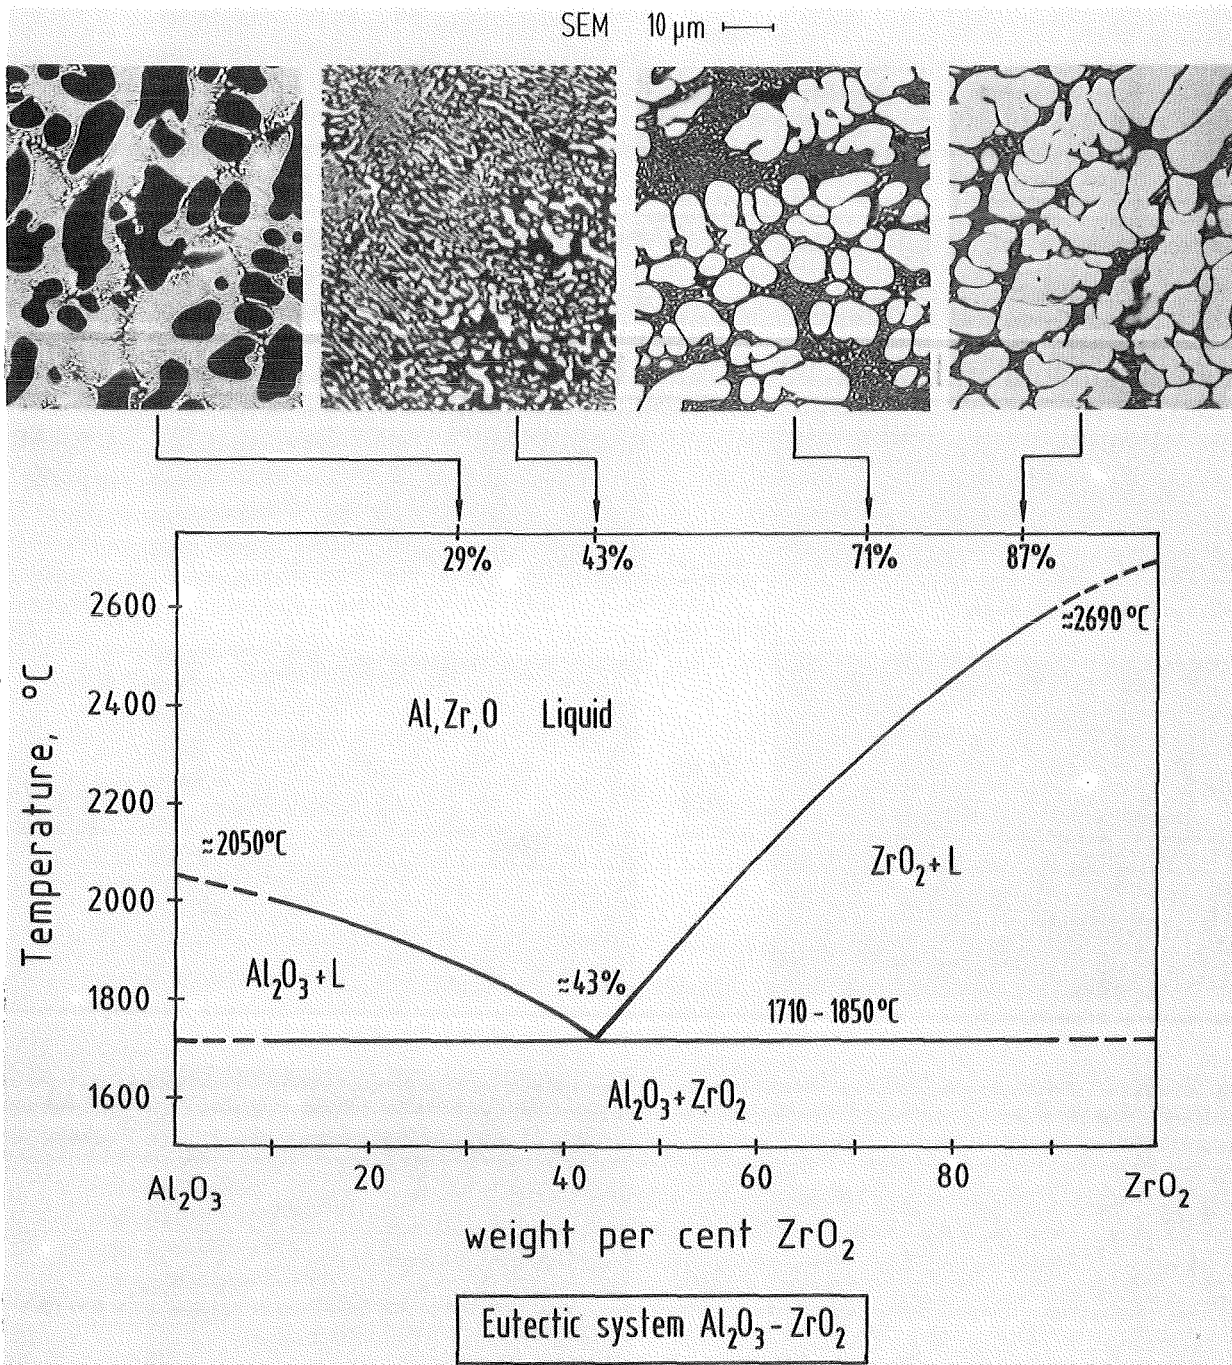 SEM 10 µm
29% 43% 71% 87%
2600
≈2690 °C
2400
Al,Zr,O Liquid
2200
≈2050°C
ZrO₂+L
2000
Al₂O₃+L
≈43%
1800
1710 - 1850°C
1600
Al₂O₃+ZrO₂
Temperature, °C
20 40 60 80
Al₂O₃ ZrO₂
weight per cent ZrO₂
Eutectic system Al₂O₃ - ZrO₂